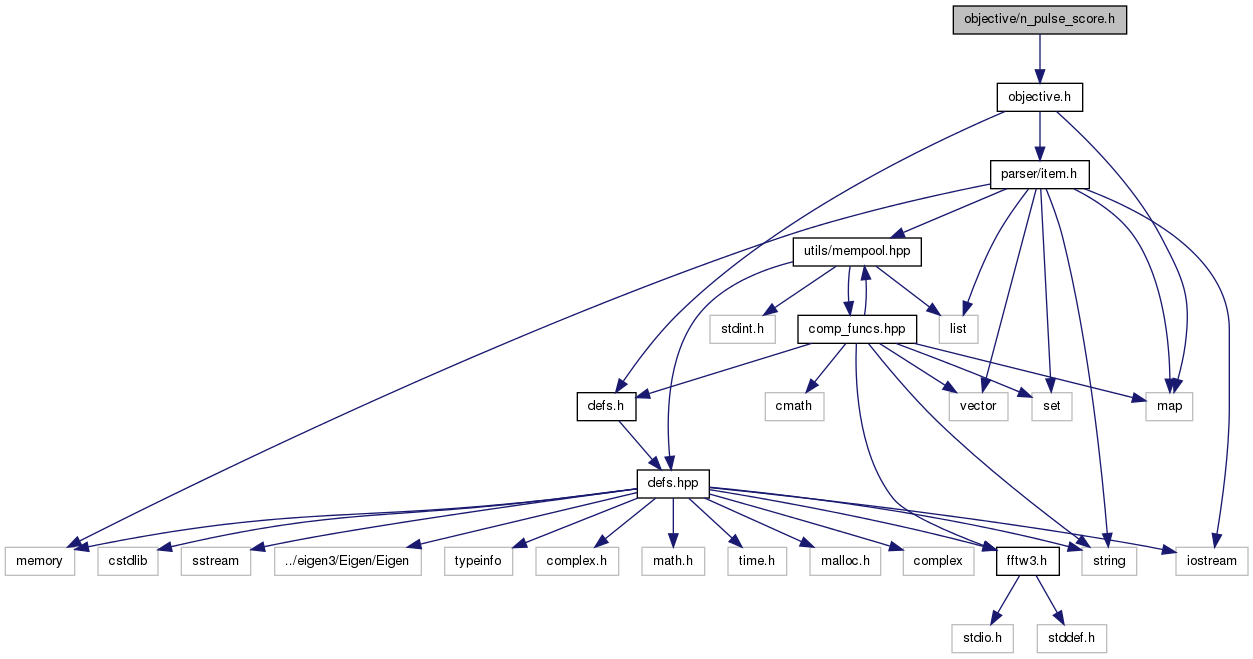 objective/n_pulse_score.h
objective.h
parser/item.h
utils/mempool.hpp
stdint.h
comp_funcs.hpp
list
defs.h
cmath
vector
set
map
defs.hpp
memory
cstdlib
sstream
../eigen3/Eigen/Eigen
typeinfo
complex.h
math.h
time.h
malloc.h
complex
fftw3.h
string
iostream
stdio.h
stddef.h